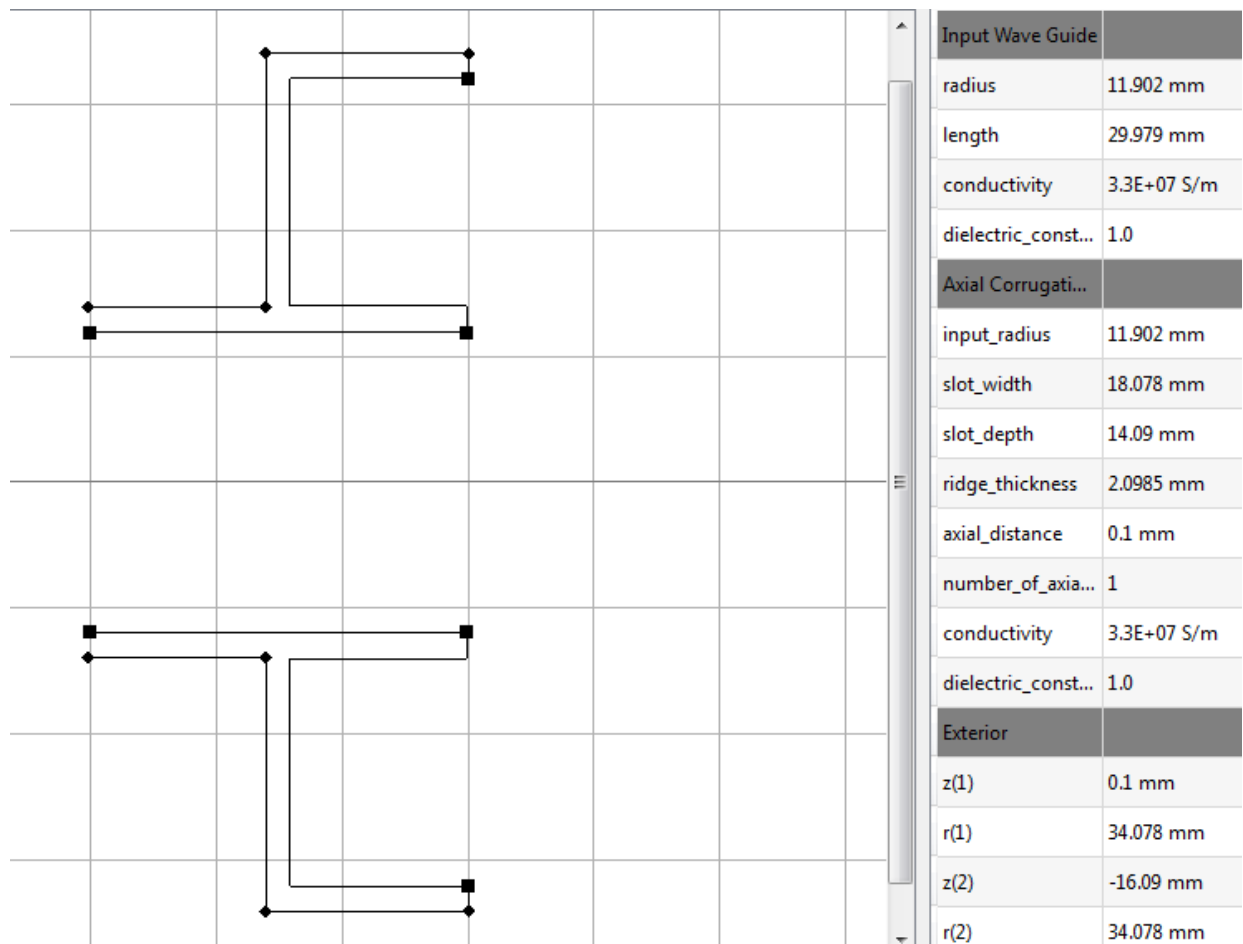 Input Wave Guide
radius 11.902 mm
length 29.979 mm
conductivity 3.3E+07 S/m
dielectric_const... 1.0
Axial Corrugati...
input_radius 11.902 mm
slot_width 18.078 mm
slot_depth 14.09 mm
ridge_thickness 2.0985 mm
axial_distance 0.1 mm
number_of_axia... 1
conductivity 3.3E+07 S/m
dielectric_const... 1.0
Exterior
z(1) 0.1 mm
r(1) 34.078 mm
z(2) -16.09 mm
r(2) 34.078 mm